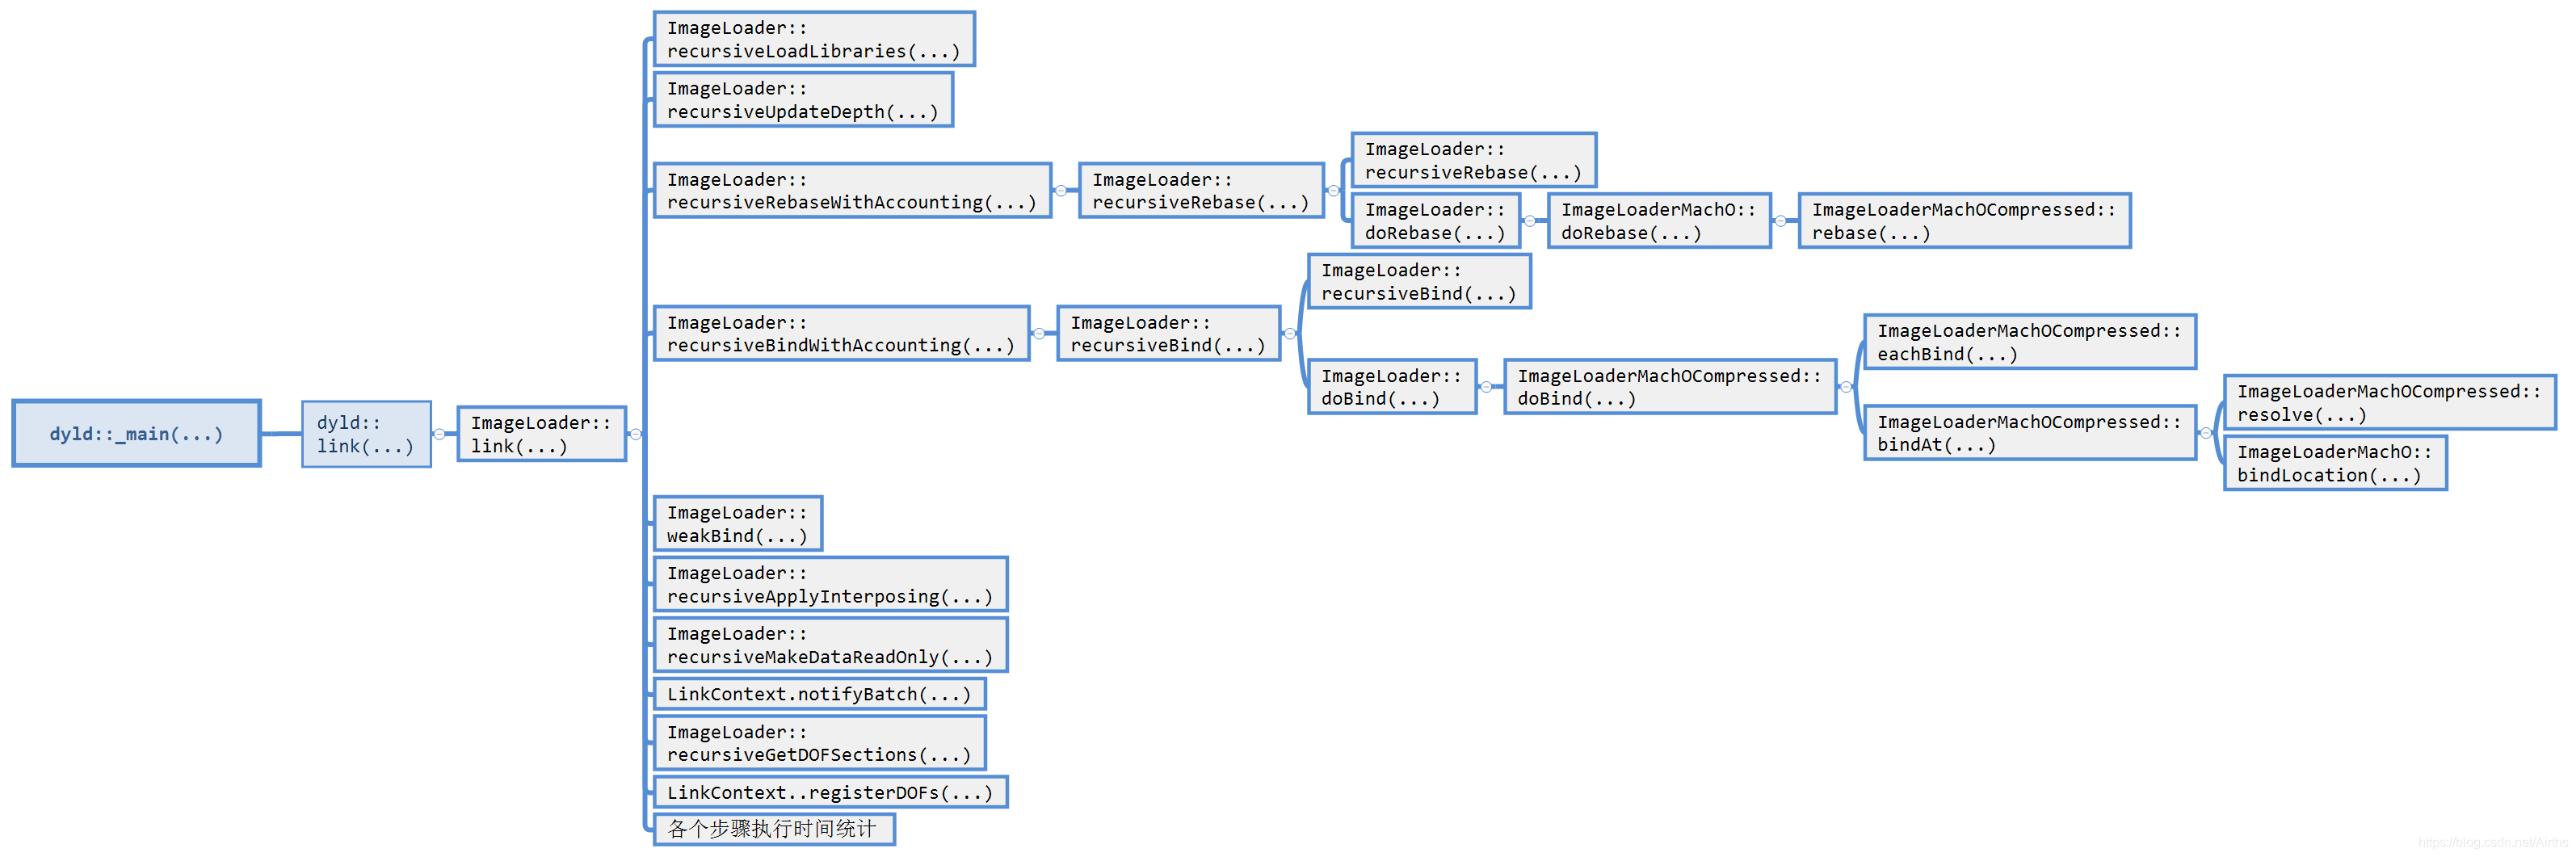 dyld::_main(...)
dyld::
link(...)
ImageLoader::
link(...)
ImageLoader::
recursiveLoadLibraries(...)
ImageLoader::
recursiveUpdateDepth(...)
ImageLoader::
recursiveRebaseWithAccounting(...)
ImageLoader::
recursiveRebase(...)
ImageLoader::
recursiveRebase(...)
ImageLoader::
doRebase(...)
ImageLoaderMachO::
doRebase(...)
ImageLoaderMachOCompressed::
rebase(...)
ImageLoader::
recursiveBindWithAccounting(...)
ImageLoader::
recursiveBind(...)
ImageLoader::
recursiveBind(...)
ImageLoader::
doBind(...)
ImageLoaderMachOCompressed::
doBind(...)
ImageLoaderMachOCompressed::
eachBind(...)
ImageLoaderMachOCompressed::
bindAt(...)
ImageLoaderMachOCompressed::
resolve(...)
ImageLoaderMachO::
bindLocation(...)
ImageLoader::
weakBind(...)
ImageLoader::
recursiveApplyInterposing(...)
ImageLoader::
recursiveMakeDataReadOnly(...)
LinkContext.notifyBatch(...)
ImageLoader::
recursiveGetDOFSections(...)
LinkContext..registerDOFs(...)
各个步骤执行时间统计
https://blog.csdn.net/Airths